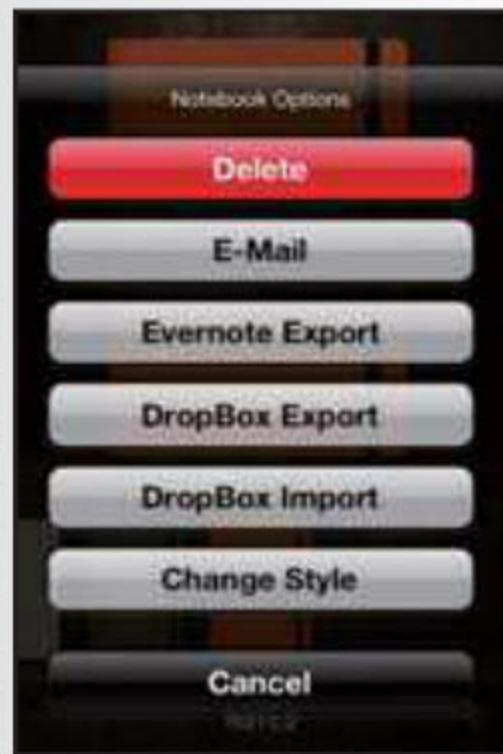 Notebook Options
Delete
E-Mail
Evernote Export
DropBox Export
DropBox Import
Change Style
Cancel